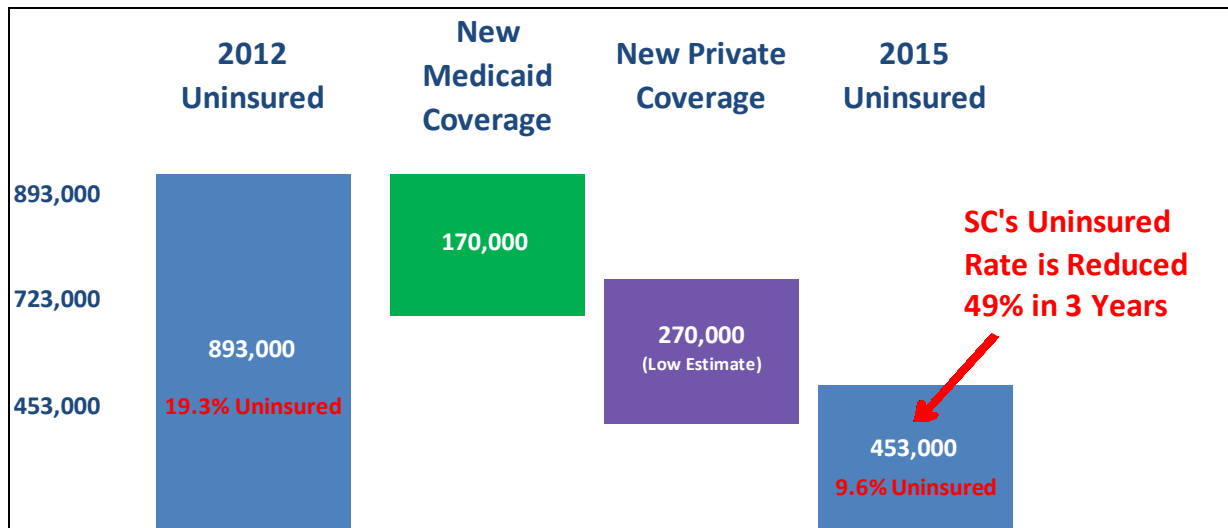 2012
Uninsured
New
Medicaid
Coverage
New Private
Coverage
2015
Uninsured
893,000
723,000
453,000
893,000
19.3% Uninsured
170,000
270,000
(Low Estimate)
453,000
9.6% Uninsured
SC's Uninsured
Rate is Reduced
49% in 3 Years